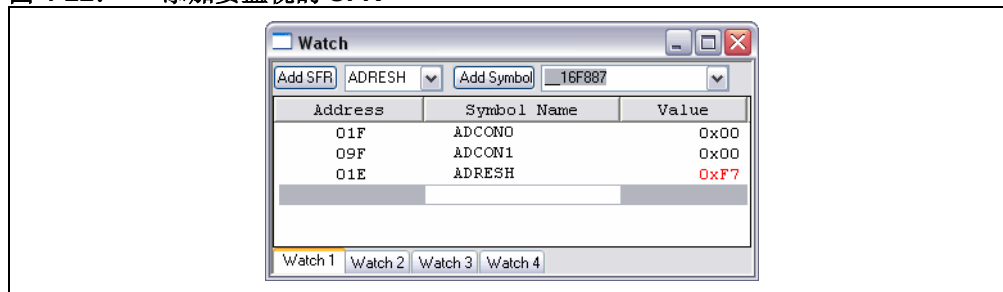 Watch
Add SFR ADRESH Add Symbol __16F887
Address Symbol Name Value
01F ADCON0 0x00
09F ADCON1 0x00
01E ADRESH 0xF7
Watch 1 Watch 2 Watch 3 Watch 4